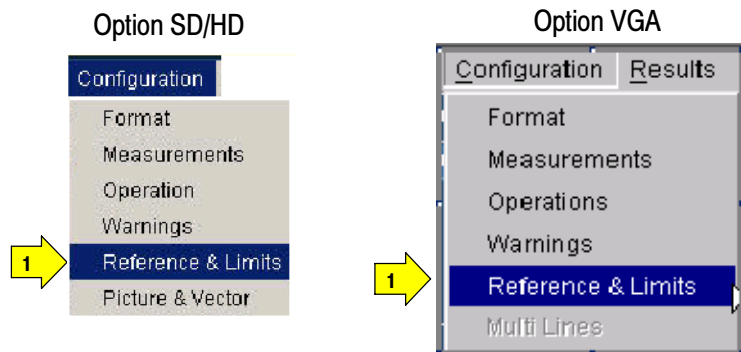 Option SD/HD
Configuration
Format
Measurements
Operation
Warnings
1
Reference & Limits
Picture & Vector
Option VGA
Configuration Results
Format
Measurements
Operations
Warnings
1
Reference & Limits
Multi Lines